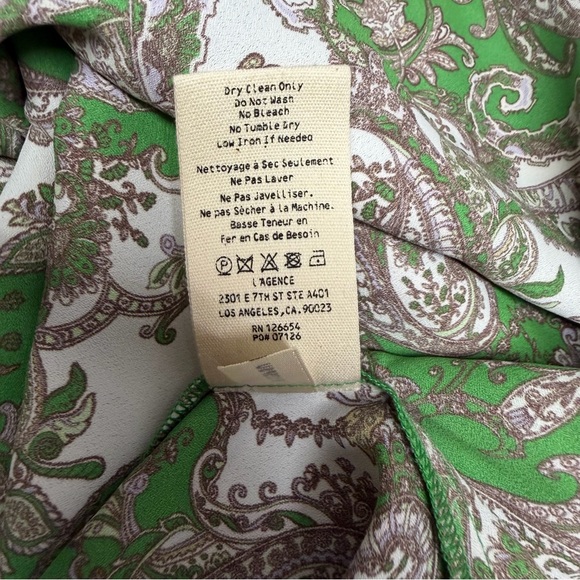 Dry Clean Only
Do Not Wash
No Bleach
No Tumble Dry
Low Iron If Needed
Nettoyage à Sec Seulement
Ne Pas Laver
Ne Pas Javelliser.
Ne pas Sècher à la Machine.
Basse Teneur en
Fer en Cas de Besoin
P
L'AGENCE
2301 E 7TH ST STE A401
LOS ANGELES,CA.90023
RN 126654
PO# 07126